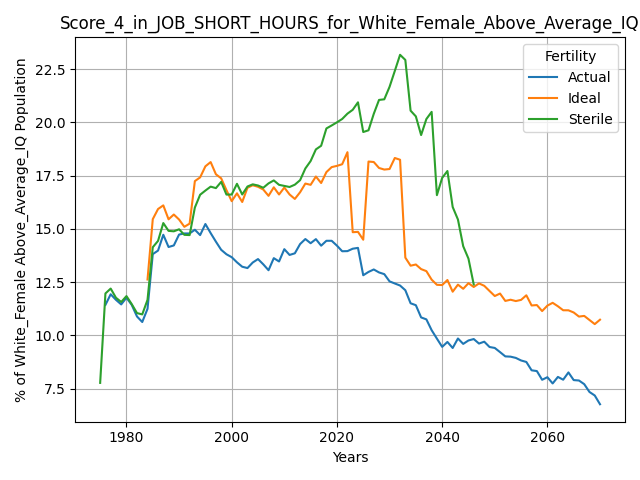 Score_4_in_JOB_SHORT_HOURS_for_White_Female_Above_Average_IQ
% of White_Female Above_Average_IQ Population
22.5
20.0
17.5
15.0
12.5
10.0
7.5
Fertility
Actual
Ideal
Sterile
1980
2000
2020
2040
2060
Years